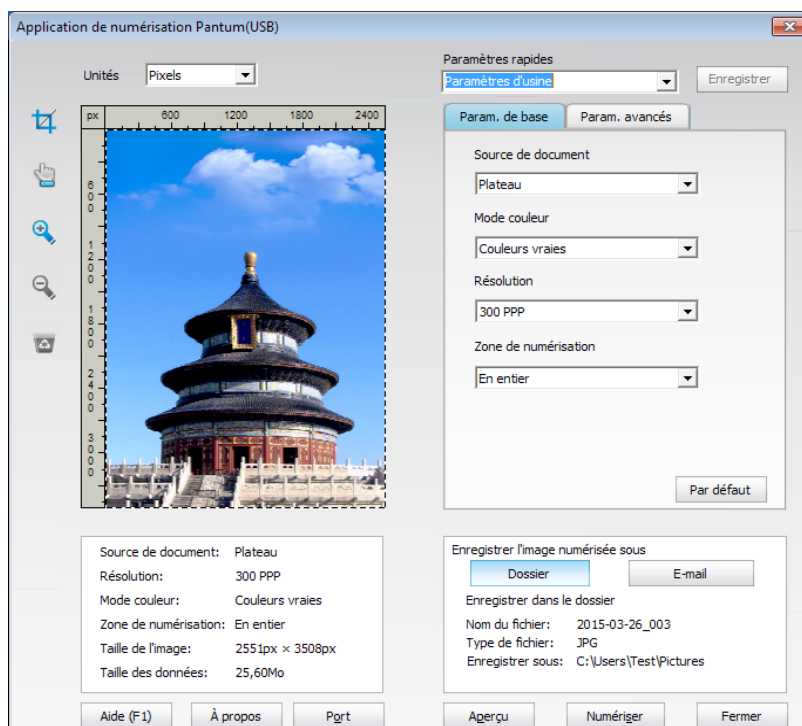 Application de numérisation Pantum(USB)
Unités
Pixels
px
600
1200
1800
2400
600
1200
1800
2400
3000
Paramètres rapides
Paramètres d'usine
Enregistrer
Param. de base
Param. avancés
Source de document
Plateau
Mode couleur
Couleurs vraies
Résolution
300 PPP
Zone de numérisation
En entier
Par défaut
Source de document: Plateau
Résolution: 300 PPP
Mode couleur: Couleurs vraies
Zone de numérisation: En entier
Taille de l'image: 2551px × 3508px
Taille des données: 25,60Mo
Enregistrer l'image numérisée sous
Dossier
E-mail
Enregistrer dans le dossier
Nom du fichier: 2015-03-26_003
Type de fichier: JPG
Enregistrer sous: C:\Users\Test\Pictures
Aide (F1)
À propos
Port
Aperçu
Numériser
Fermer